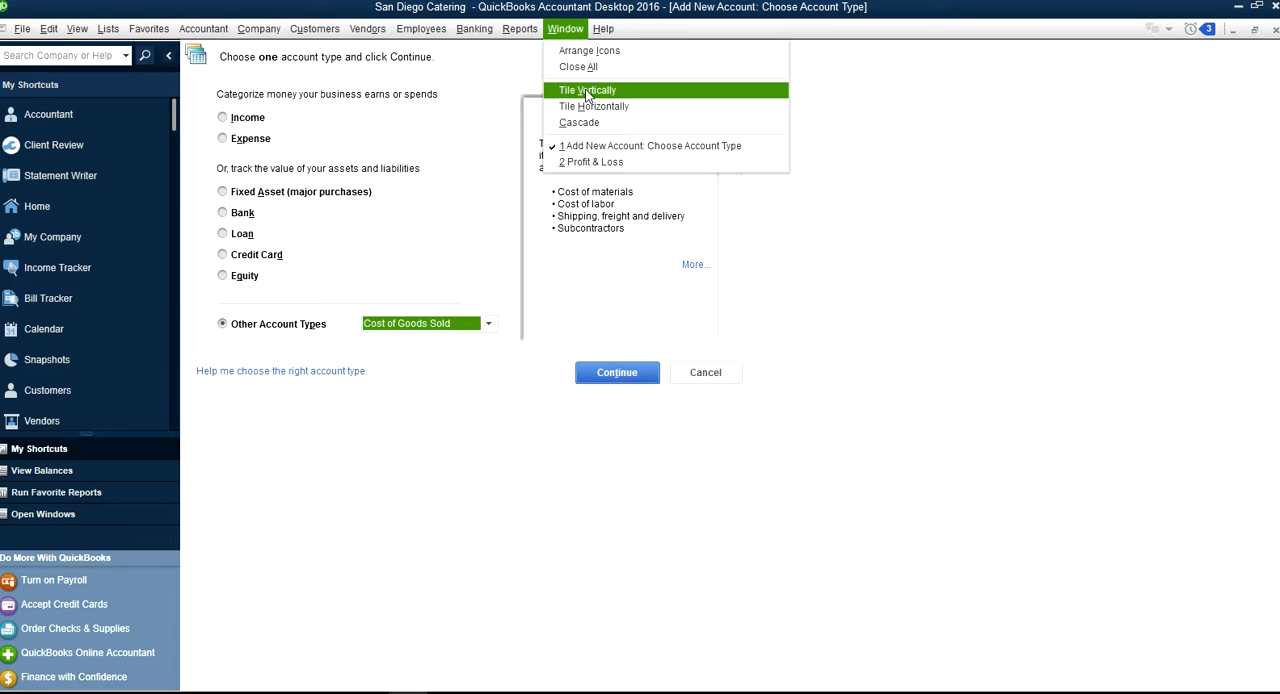 San Diego Catering - QuickBooks Accountant Desktop 2016 - [Add New Account: Choose Account Type]
File Edit View Lists Favorites Accountant Company Customers Vendors Employees Banking Reports Window Help
3
Search Company or Help
My Shortcuts
Accountant
Client Review
Statement Writer
Home
My Company
Income Tracker
Bill Tracker
Calendar
Snapshots
Customers
Vendors
My Shortcuts
View Balances
Run Favorite Reports
Open Windows
Do More With QuickBooks
Turn on Payroll
Accept Credit Cards
Order Checks & Supplies
QuickBooks Online Accountant
Finance with Confidence
Choose one account type and click Continue.
Categorize money your business earns or spends
Income
Expense
Or, track the value of your assets and liabilities
Fixed Asset (major purchases)
Bank
Loan
Credit Card
Equity
Other Account Types Cost of Goods Sold
Help me choose the right account type.
Arrange Icons
Close All
Tile Vertically
Tile Horizontally
Cascade
1 Add New Account: Choose Account Type
2 Profit & Loss
• Cost of materials
• Cost of labor
• Shipping, freight and delivery
• Subcontractors
More...
Continue Cancel